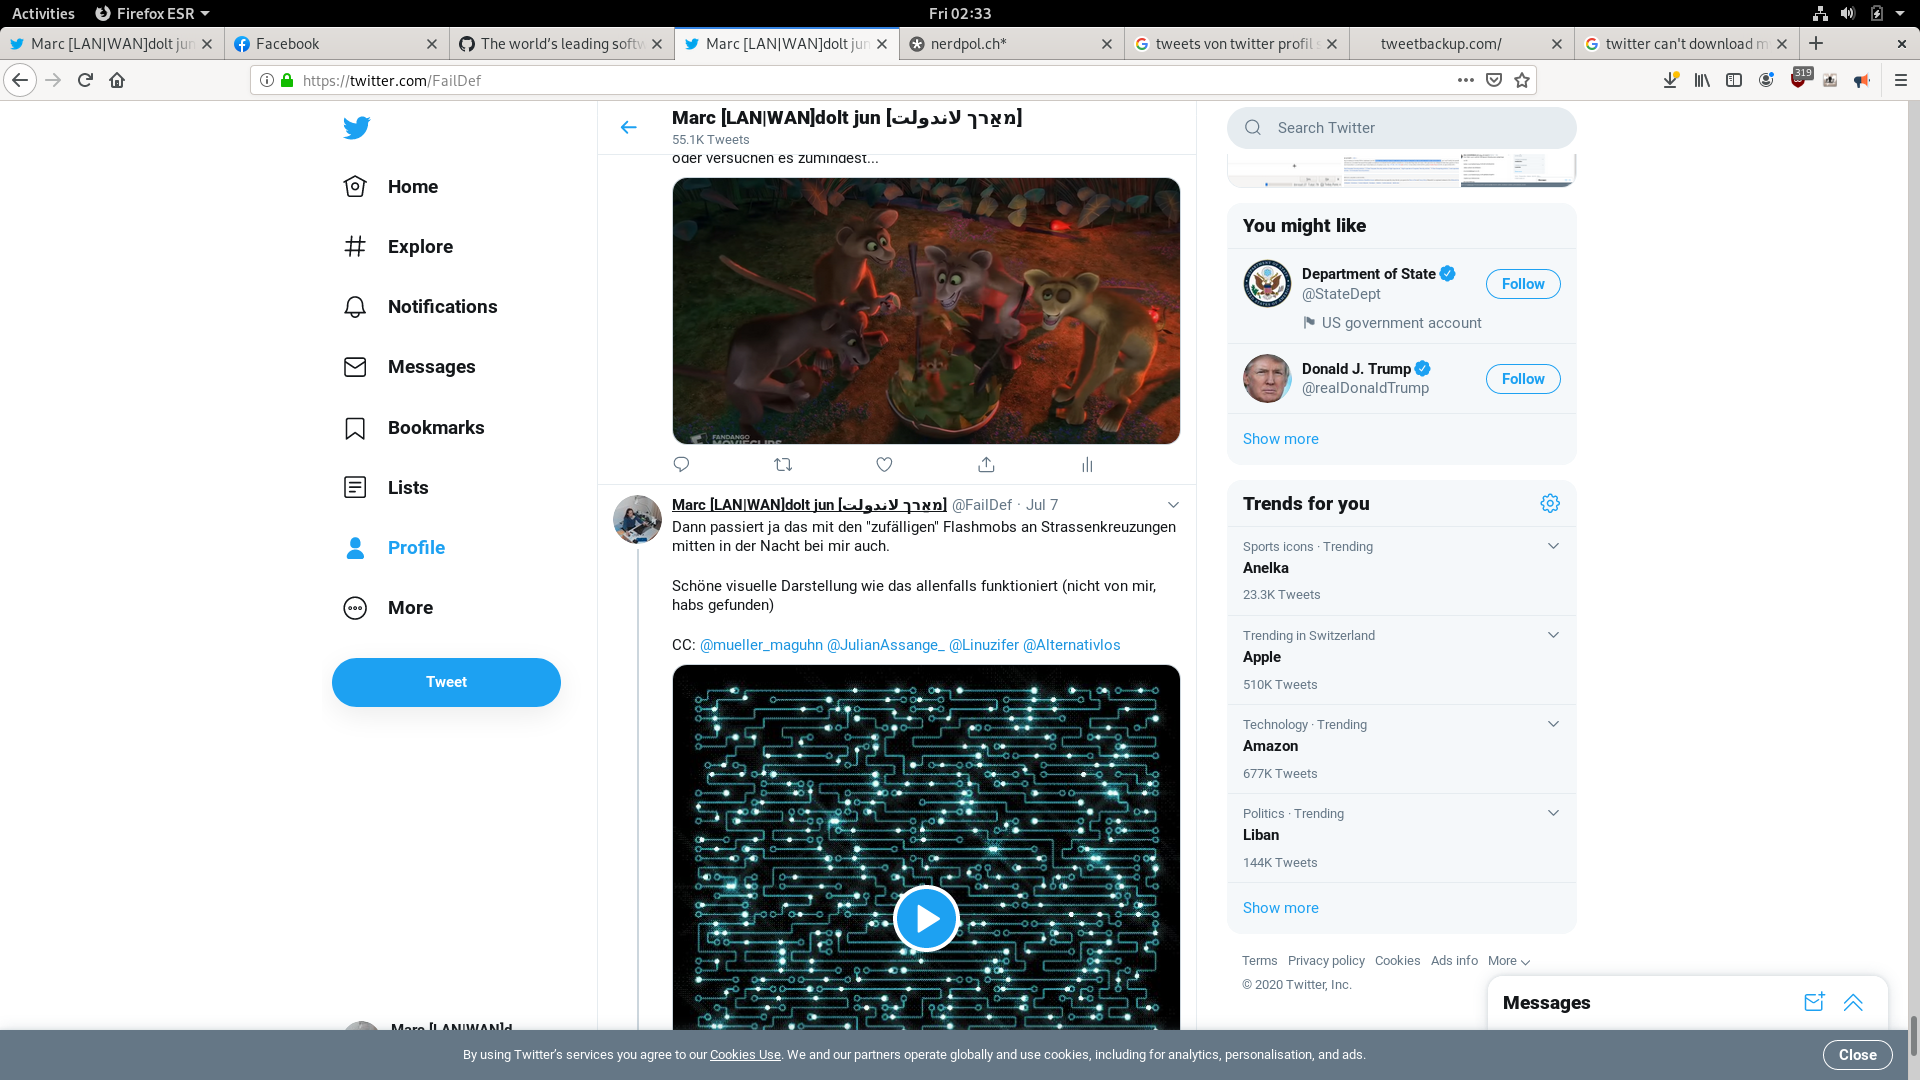 Activities Firefox ESR Fri 02:33
Marc [LAN|WAN]dolt jun
Facebook
The world's leading softw
Marc [LAN|WAN]dolt jun
nerdpol.ch*
tweets von twitter profil s
tweetbackup.com/
twitter can't download m
https://twitter.com/FailDef
319
Home
Explore
Notifications
Messages
Bookmarks
Lists
Profile
More
Tweet
Marc [LAN|WAN]d
Marc [LAN|WAN]dolt jun [מאַרך לאנדולת]
55.1K Tweets
oder versuchen es zumindest...
FANDANGO
MOVIECLIPS
Marc [LAN|WAN]dolt jun [מאַרך לאנדולת] @FailDef · Jul 7
Dann passiert ja das mit den "zufälligen" Flashmobs an Strassenkreuzungen
mitten in der Nacht bei mir auch.
Schöne visuelle Darstellung wie das allenfalls funktioniert (nicht von mir,
habs gefunden)
CC: @mueller_maguhn @JulianAssange_ @Linuzifer @Alternativlos
Search Twitter
You might like
Department of State
@StateDept
Follow
US government account
Donald J. Trump
@realDonaldTrump
Follow
Show more
Trends for you
Sports icons · Trending
Anelka
23.3K Tweets
Trending in Switzerland
Apple
510K Tweets
Technology · Trending
Amazon
677K Tweets
Politics · Trending
Liban
144K Tweets
Show more
Terms Privacy policy Cookies Ads info More
© 2020 Twitter, Inc.
Messages
By using Twitter's services you agree to our Cookies Use. We and our partners operate globally and use cookies, including for analytics, personalisation, and ads.
Close